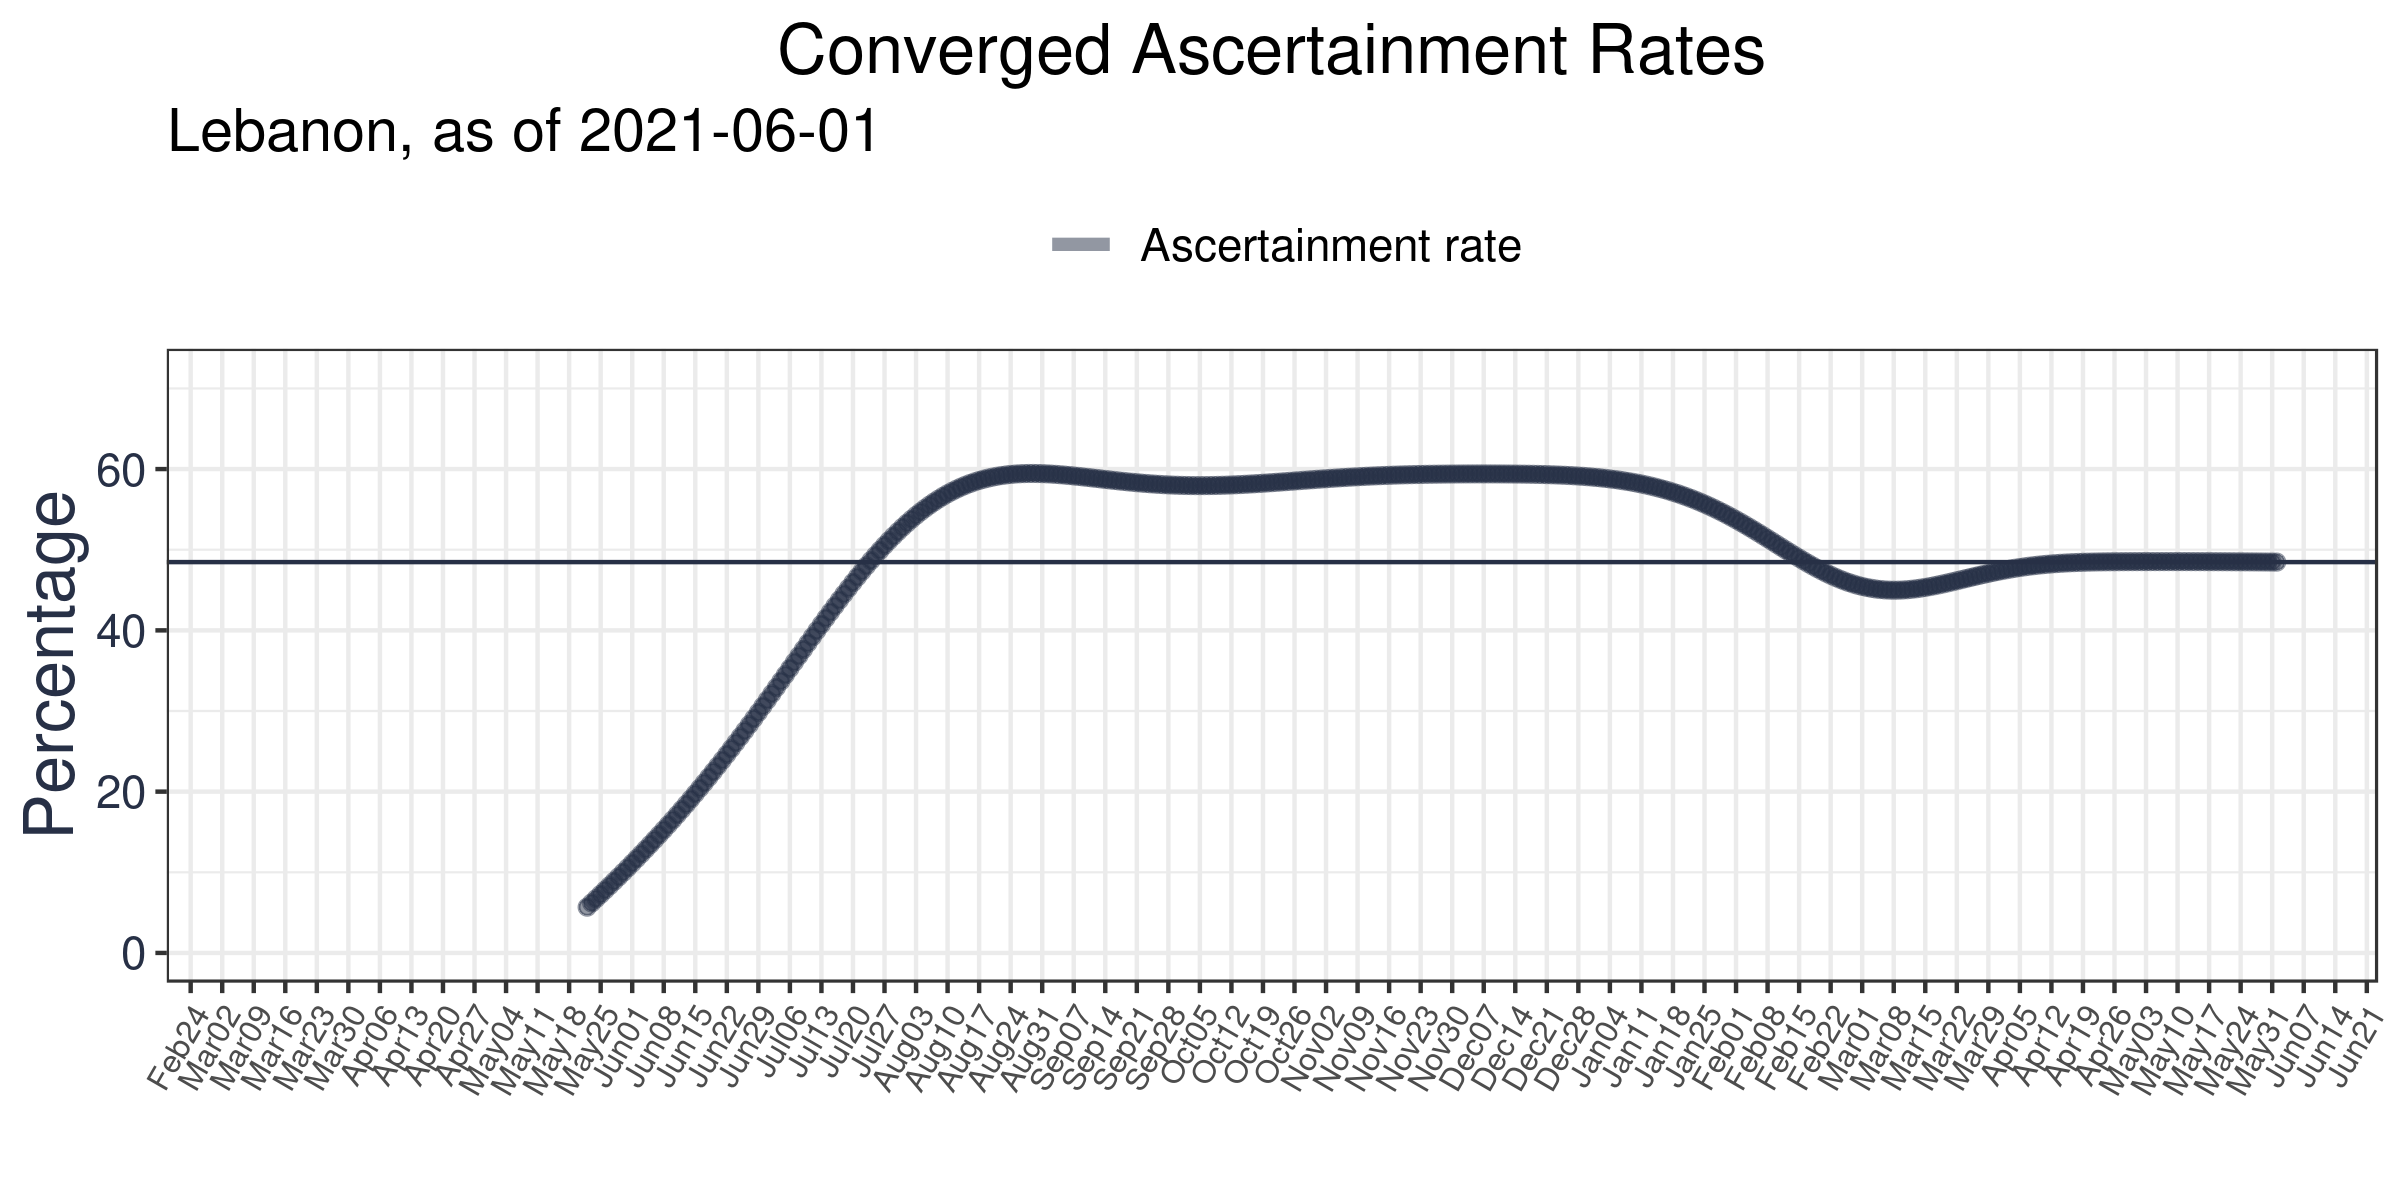 Converged Ascertainment Rates
Lebanon, as of 2021-06-01
Ascertainment rate
Percentage
60
40
20
0
Feb24
Mar02
Mar09
Mar16
Mar23
Mar30
Apr06
Apr13
Apr20
Apr27
May04
May11
May18
May25
Jun01
Jun08
Jun15
Jun22
Jun29
Jul06
Jul13
Jul20
Jul27
Aug03
Aug10
Aug17
Aug24
Aug31
Sep07
Sep14
Sep21
Sep28
Oct05
Oct12
Oct19
Oct26
Nov02
Nov09
Nov16
Nov23
Nov30
Dec07
Dec14
Dec21
Dec28
Jan04
Jan11
Jan18
Jan25
Feb01
Feb08
Feb15
Feb22
Mar01
Mar08
Mar15
Mar22
Mar29
Apr05
Apr12
Apr19
Apr26
May03
May10
May17
May24
May31
Jun07
Jun14
Jun21